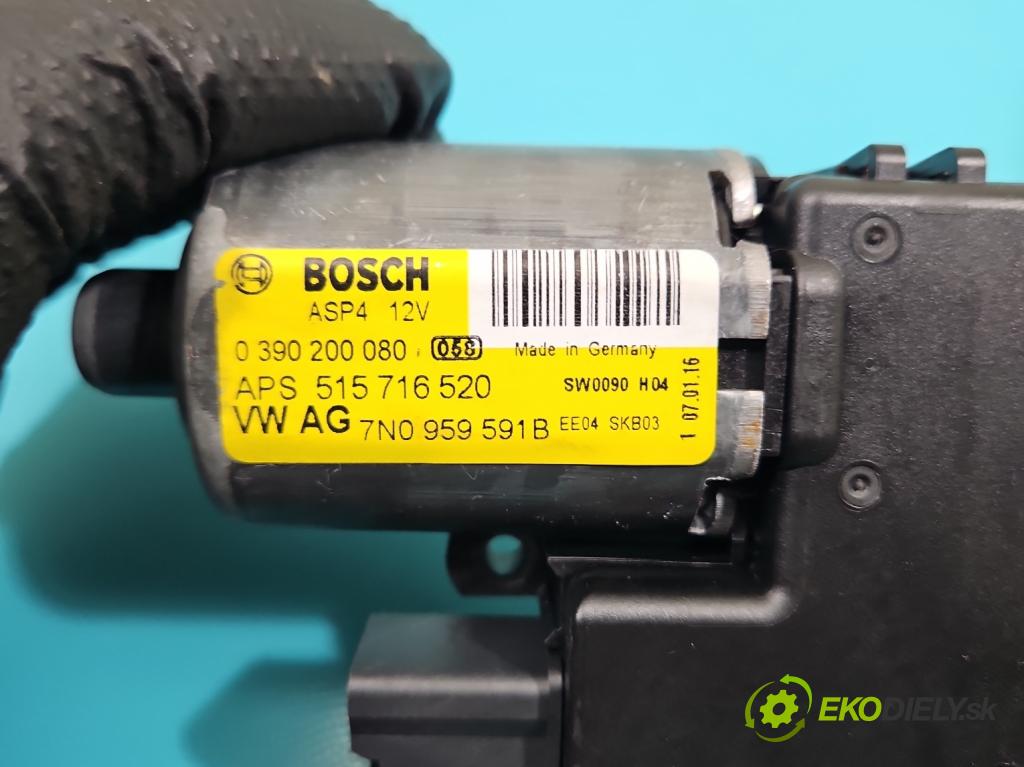 BOSCH
ASP4 12V
0 390 200 080 058 Made in Germany
APS 515 716 520 SW0090 H04
VW AG 7N0 959 591B EE04 SKB03
1 07.01.16
EKODIELY.sk